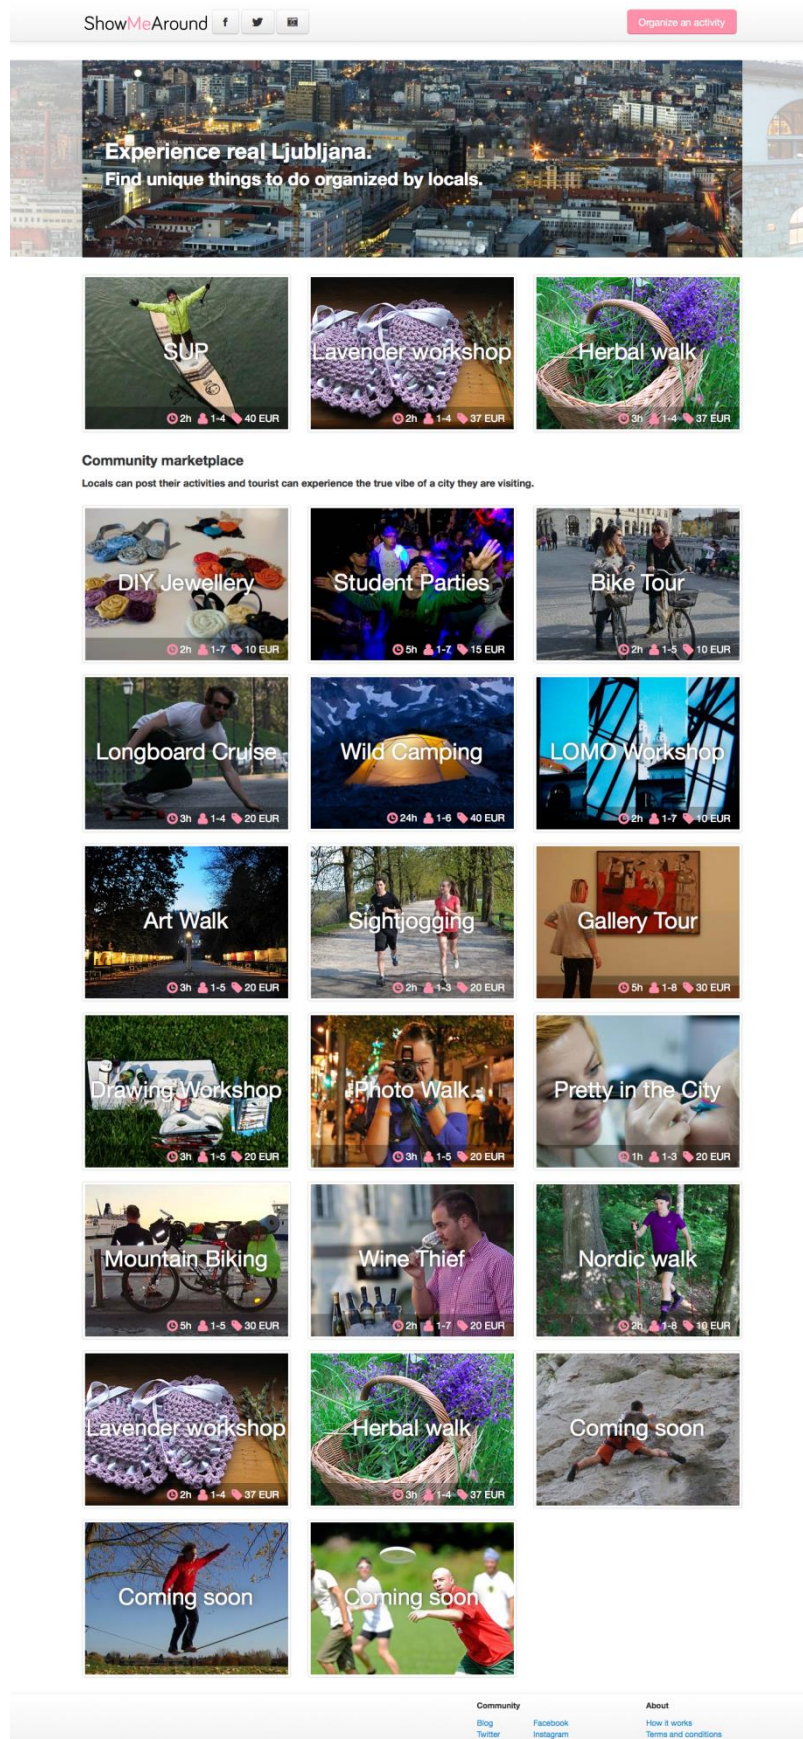 ShowMeAround
Organize an activity
Experience real Ljubljana.
Find unique things to do organized by locals.
SUP
2h 1-4 40 EUR
Lavender workshop
2h 1-4 37 EUR
Herbal walk
3h 1-4 37 EUR
Community marketplace
Locals can post their activities and tourist can experience the true vibe of a city they are visiting.
DIY Jewellery
2h 1-7 10 EUR
Student Parties
5h 1-7 15 EUR
Bike Tour
2h 1-5 10 EUR
Longboard Cruise
3h 1-4 20 EUR
Wild Camping
24h 1-6 40 EUR
LOMO Workshop
2h 1-7 10 EUR
Art Walk
3h 1-5 20 EUR
Sightjogging
2h 1-3 20 EUR
Gallery Tour
5h 1-8 30 EUR
Drawing Workshop
3h 1-5 20 EUR
Photo Walk
3h 1-5 20 EUR
Pretty in the City
1h 1-3 20 EUR
Mountain Biking
5h 1-5 30 EUR
Wine Thief
2h 1-7 20 EUR
Nordic walk
2h 1-8 10 EUR
Lavender workshop
2h 1-4 37 EUR
Herbal walk
3h 1-4 37 EUR
Coming soon
Coming soon
Coming soon
Community
Blog Facebook
Twitter Instagram
About
How it works
Terms and conditions